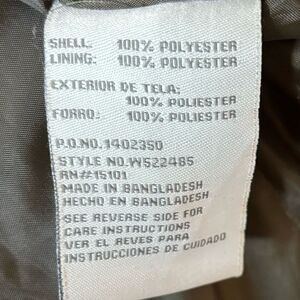 SHELL: 100% POLYESTER
LINING: 100% POLYESTER
EXTERIOR DE TELA:
100% POLIESTER
FORRO: 100% POLIESTER
P.O.NO. 1402350
STYLE NO.W522485
RN#15101
MADE IN BANGLADESH
HECHO EN BANGLADESH
SEE REVERSE SIDE FOR
CARE INSTRUCTIONS
VER EL REVES PARA
INSTRUCCIONES DE CUIDADO